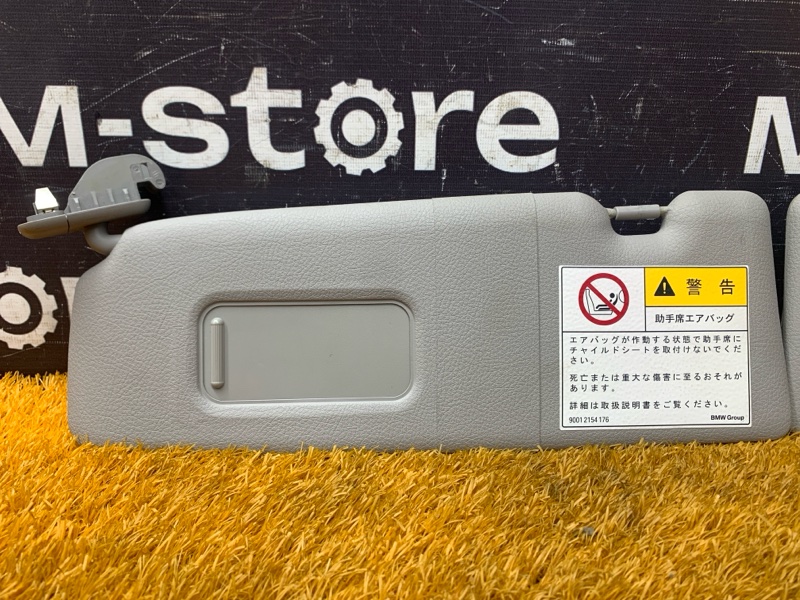 M-store
M
警告
助手席エアバッグ
エアバッグが作動する状態で助手席に
チャイルドシートを取付けないでくだ
さい。
死亡または重大な傷害に至るおそれが
あります。
詳細は取扱説明書をご覧ください。
9001 2154 176 BMW Group